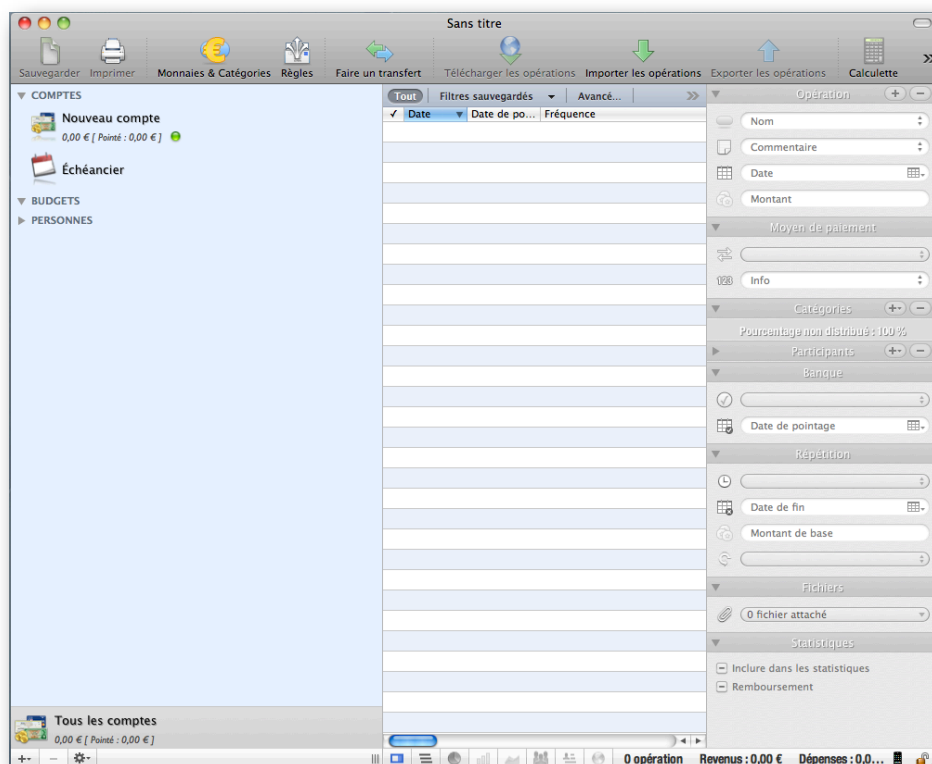 Sans titre
Sauvegarder Imprimer Monnaies & Catégories Règles Faire un transfert Télécharger les opérations Importer les opérations Exporter les opérations Calculette
COMPTES
Nouveau compte
0,00 € [ Pointé : 0,00 € ]
Échéancier
BUDGETS
PERSONNES
Tous les comptes
0,00 € [ Pointé : 0,00 € ]
Tout Filtres sauvegardés Avancé...
Date Date de po... Fréquence
Opération
Nom
Commentaire
Date
Montant
Moyen de paiement
Info
Catégories
Pourcentage non distribué : 100 %
Participants
Banque
Date de pointage
Répétition
Date de fin
Montant de base
Fichiers
0 fichier attaché
Statistiques
Inclure dans les statistiques
Remboursement
0 opération Revenus : 0,00 € Dépenses : 0,0...